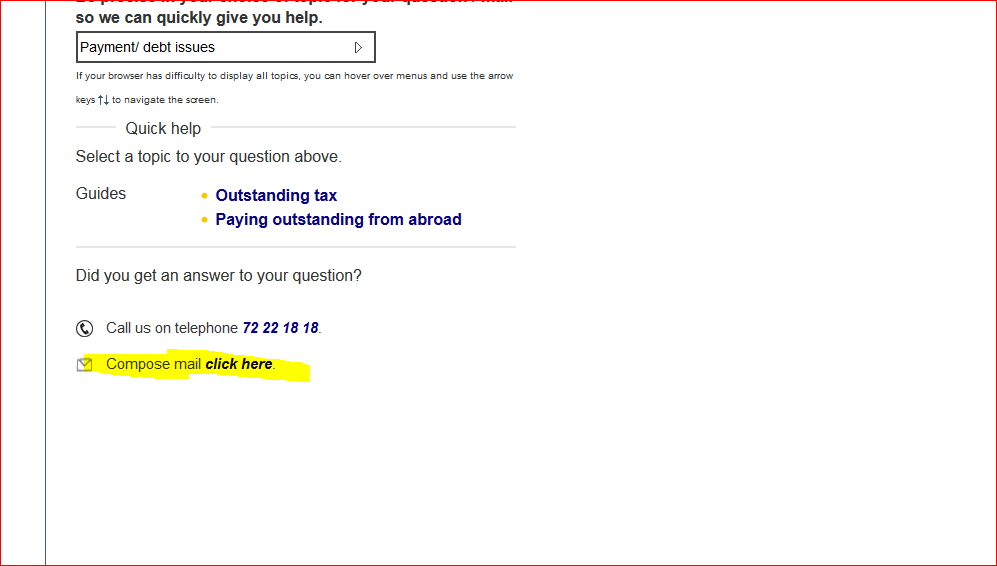 so we can quickly give you help.
Payment/ debt issues
If your browser has difficulty to display all topics, you can hover over menus and use the arrow
keys ↑↓ to navigate the screen.
Quick help
Select a topic to your question above.
Guides
Outstanding tax
Paying outstanding from abroad
Did you get an answer to your question?
Call us on telephone 72 22 18 18.
Compose mail click here.